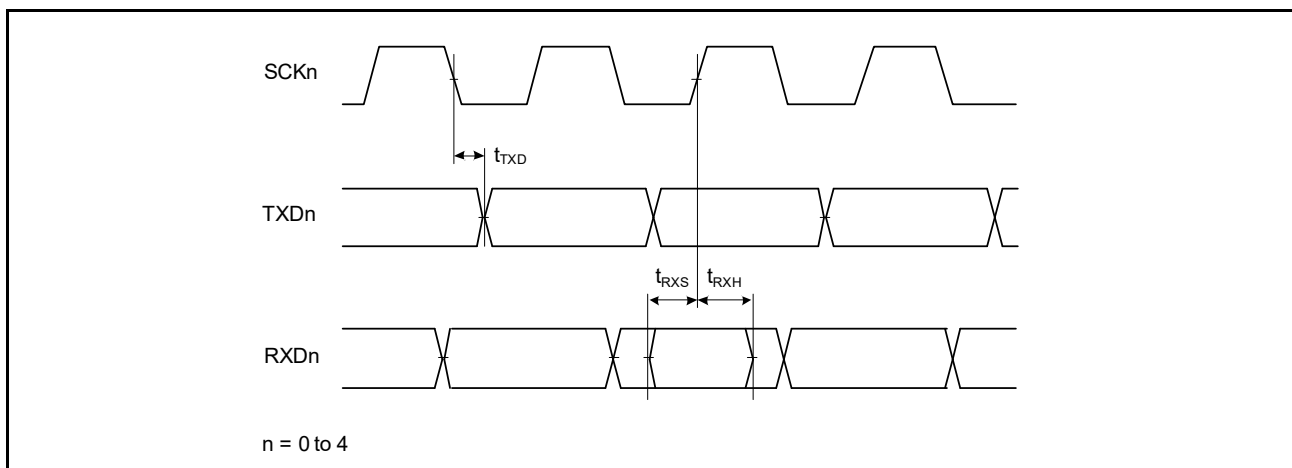 SCKn
tTXD
TXDn
tRXS tRXH
RXDn
n = 0 to 4